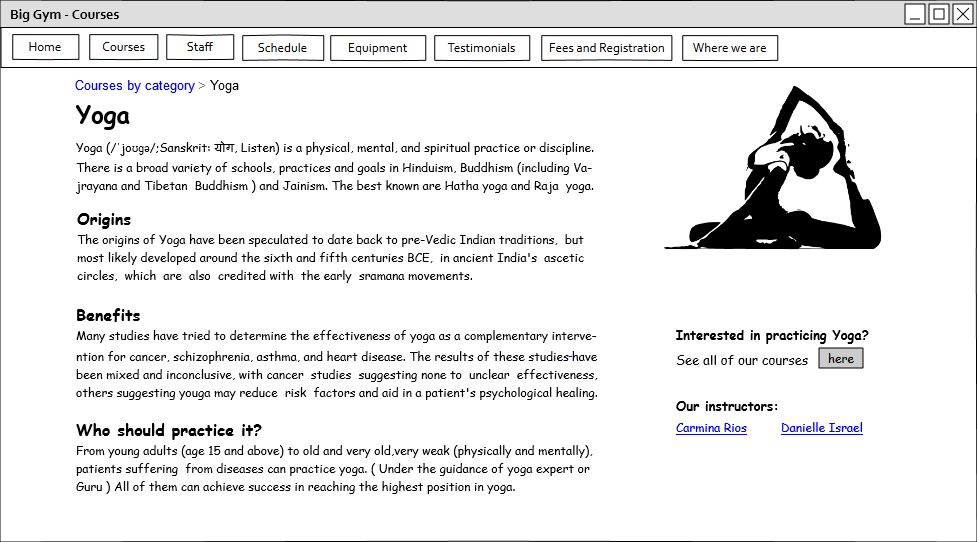 Big Gym - Courses
Home Courses Staff Schedule Equipment Testimonials Fees and Registration Where we are
Courses by category > Yoga
Yoga
Yoga (/ˈjoʊɡə/;Sanskrit: योग, Listen) is a physical, mental, and spiritual practice or discipline.
There is a broad variety of schools, practices and goals in Hinduism, Buddhism (including Va-
jrayana and Tibetan Buddhism ) and Jainism. The best known are Hatha yoga and Raja yoga.
Origins
The origins of Yoga have been speculated to date back to pre-Vedic Indian traditions, but
most likely developed around the sixth and fifth centuries BCE, in ancient India's ascetic
circles, which are also credited with the early sramana movements.
Benefits
Many studies have tried to determine the effectiveness of yoga as a complementary interve-
ntion for cancer, schizophrenia, asthma, and heart disease. The results of these studies have
been mixed and inconclusive, with cancer studies suggesting none to unclear effectiveness,
others suggesting youga may reduce risk factors and aid in a patient's psychological healing.
Who should practice it?
From young adults (age 15 and above) to old and very old,very weak (physically and mentally),
patients suffering from diseases can practice yoga. ( Under the guidance of yoga expert or
Guru ) All of them can achieve success in reaching the highest position in yoga.
Interested in practicing Yoga?
See all of our courses here
Our instructors:
Carmina Rios Danielle Israel